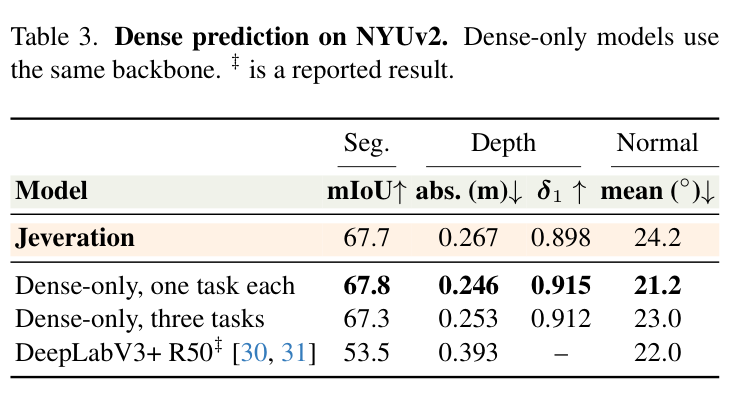 Table 3. Dense prediction on NYUv2. Dense-only models use
the same backbone. ‡ is a reported result.
Seg. Depth Normal
Model mIoU↑ abs. (m)↓ δ1 ↑ mean (°)↓
Jeveration 67.7 0.267 0.898 24.2
Dense-only, one task each 67.8 0.246 0.915 21.2
Dense-only, three tasks 67.3 0.253 0.912 23.0
DeepLabV3+ R50‡ [30, 31] 53.5 0.393 – 22.0